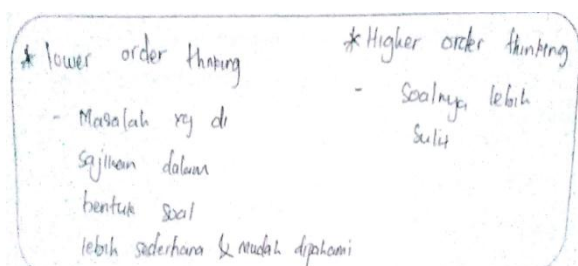 * lower order thinking
- Masalah yg di
sajikan dalam
bentuk soal
lebih sederhana & mudah dipahami
* Higher order thinking
- Soalnya lebih
sulit